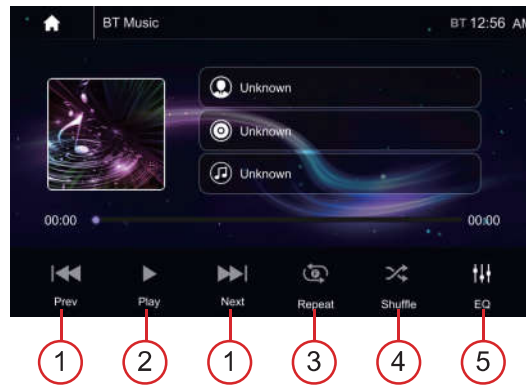 BT Music
BT 12:56 AM
Unknown
Unknown
Unknown
00:00 00:00
Prev Play Next Repeat Shuffle EQ
1 2 1 3 4 5